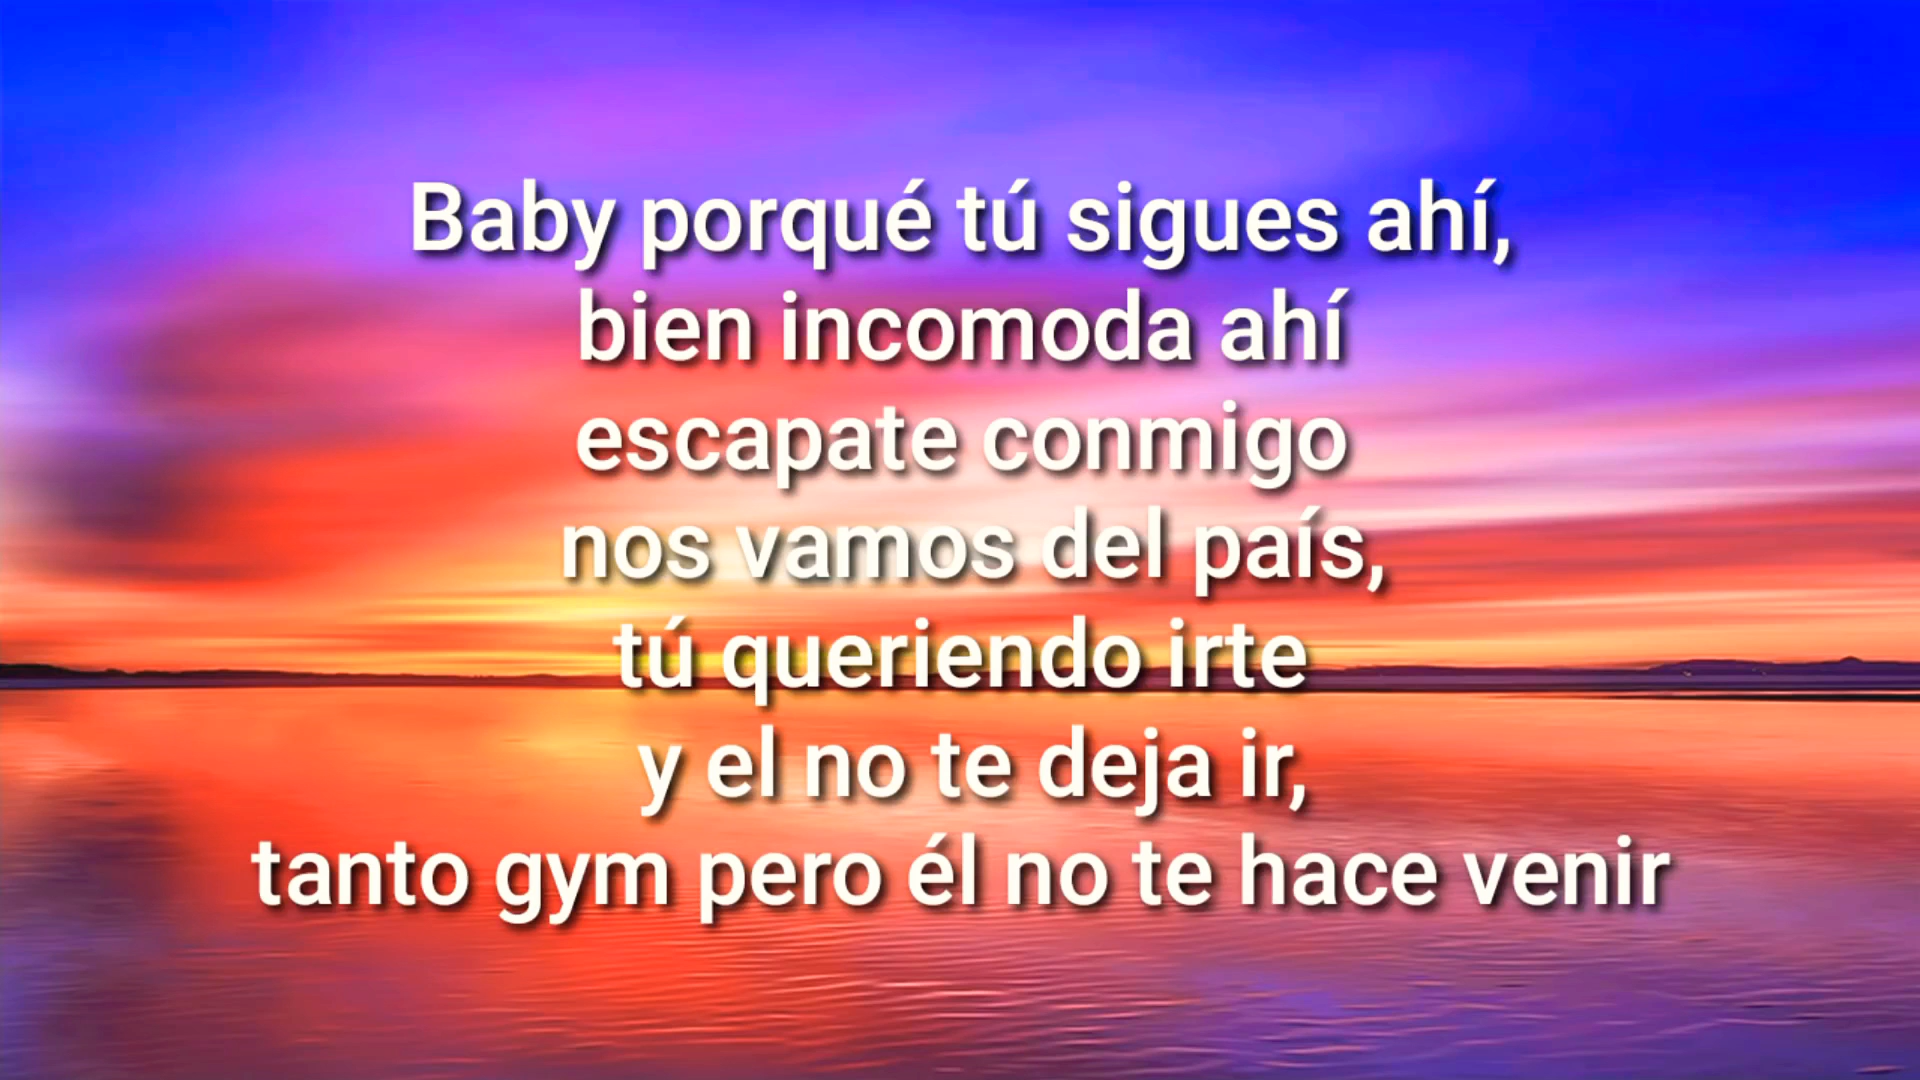 Baby porqué tú sigues ahí,
bien incomoda ahí
escapate conmigo
nos vamos del país,
tú queriendo irte
y el no te deja ir,
tanto gym pero él no te hace venir